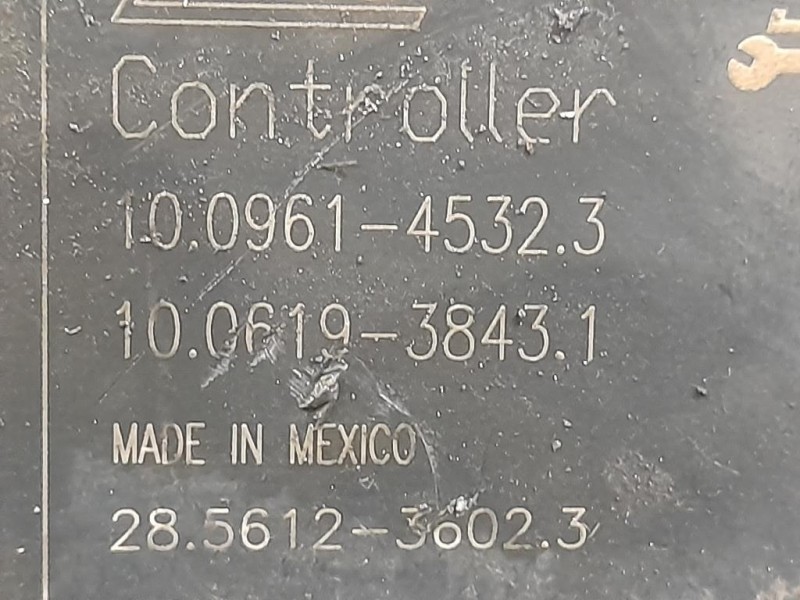 Controller
10.0961-4532.3
10.0619-3843.1
MADE IN MEXICO
28.5612-3602.3